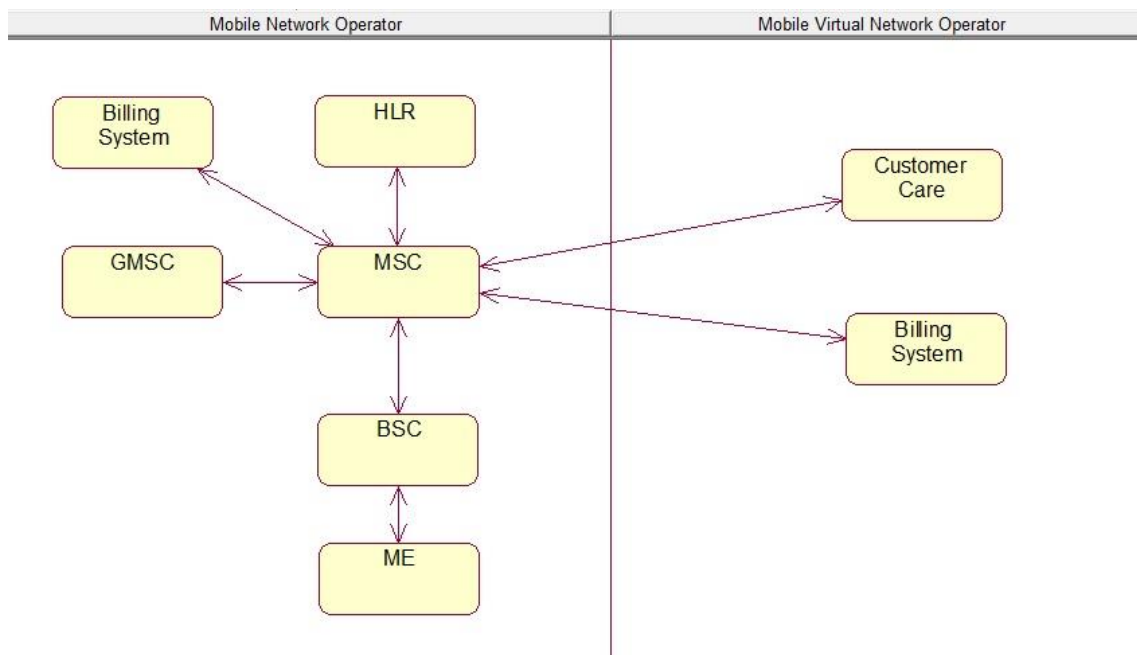 Mobile Network Operator
Mobile Virtual Network Operator
Billing
System
HLR
Customer
Care
GMSC
MSC
Billing
System
BSC
ME